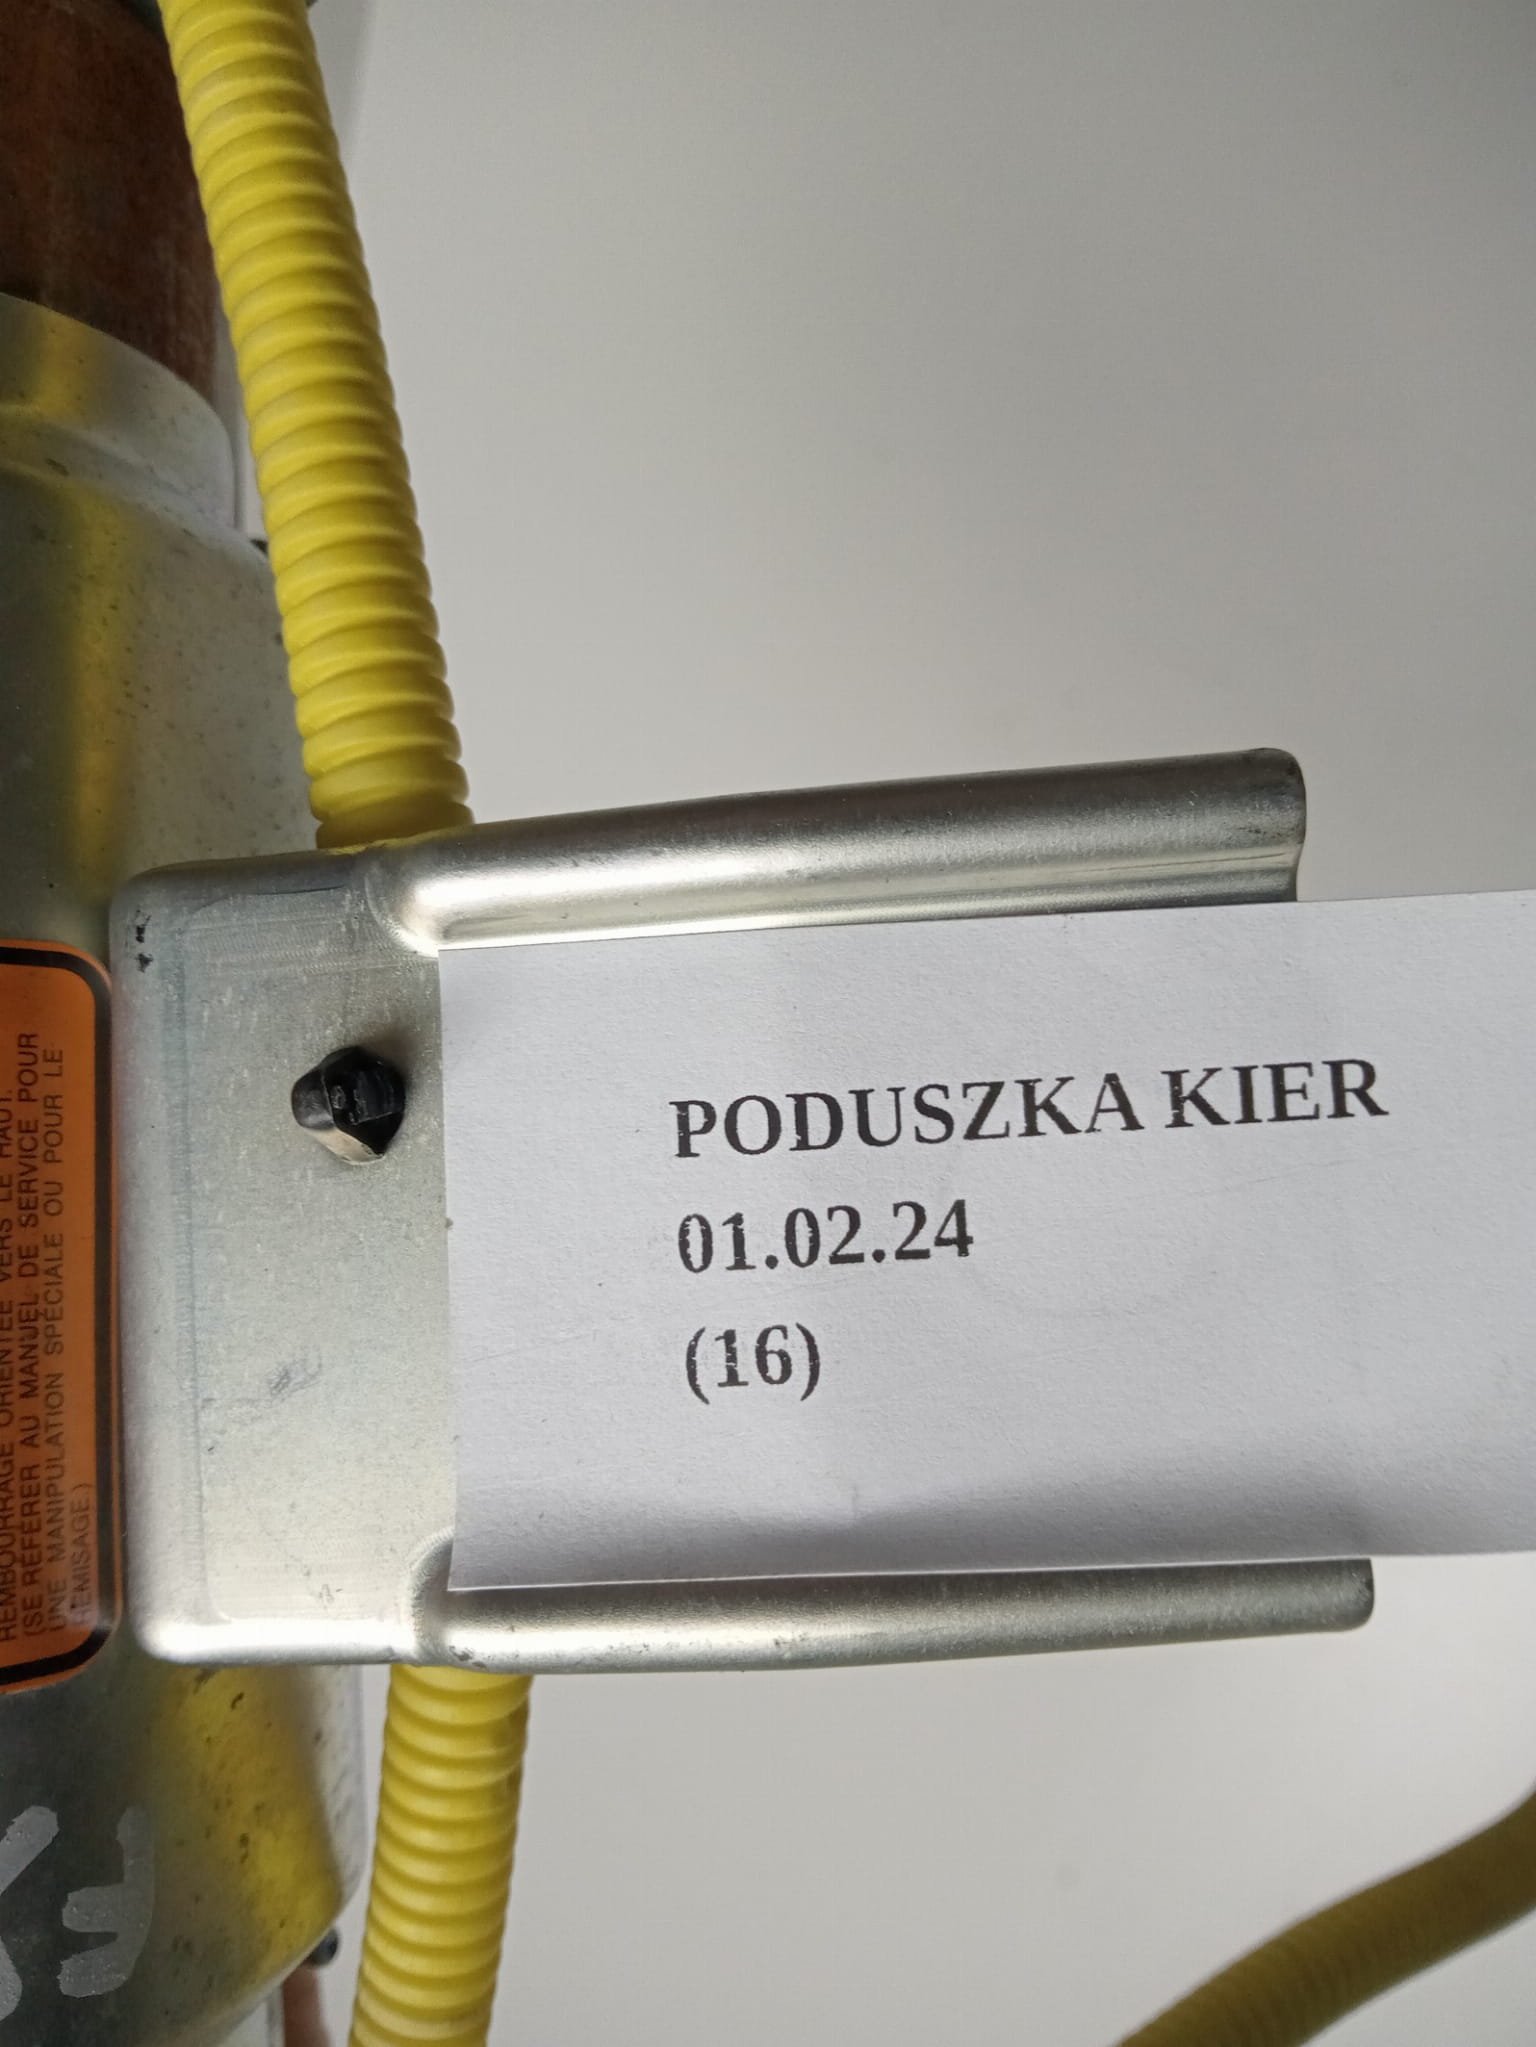 PODUSZKA KIER
01.02.24
(16)
REMBOURRAGE ORIENTÉE VERS LE HAUT.
(SE RÉFÉRER AU MANUEL DE SERVICE POUR
UNE MANIPULATION SPÉCIALE OU POUR LE
REMISAGE.)